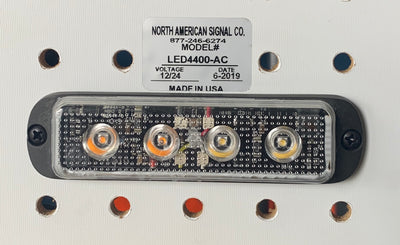 NORTH AMERICAN SIGNAL CO.
877-246-6274
MODEL#
LED4400-AC
VOLTAGE DATE
12/24 6-2019
MADE IN USA